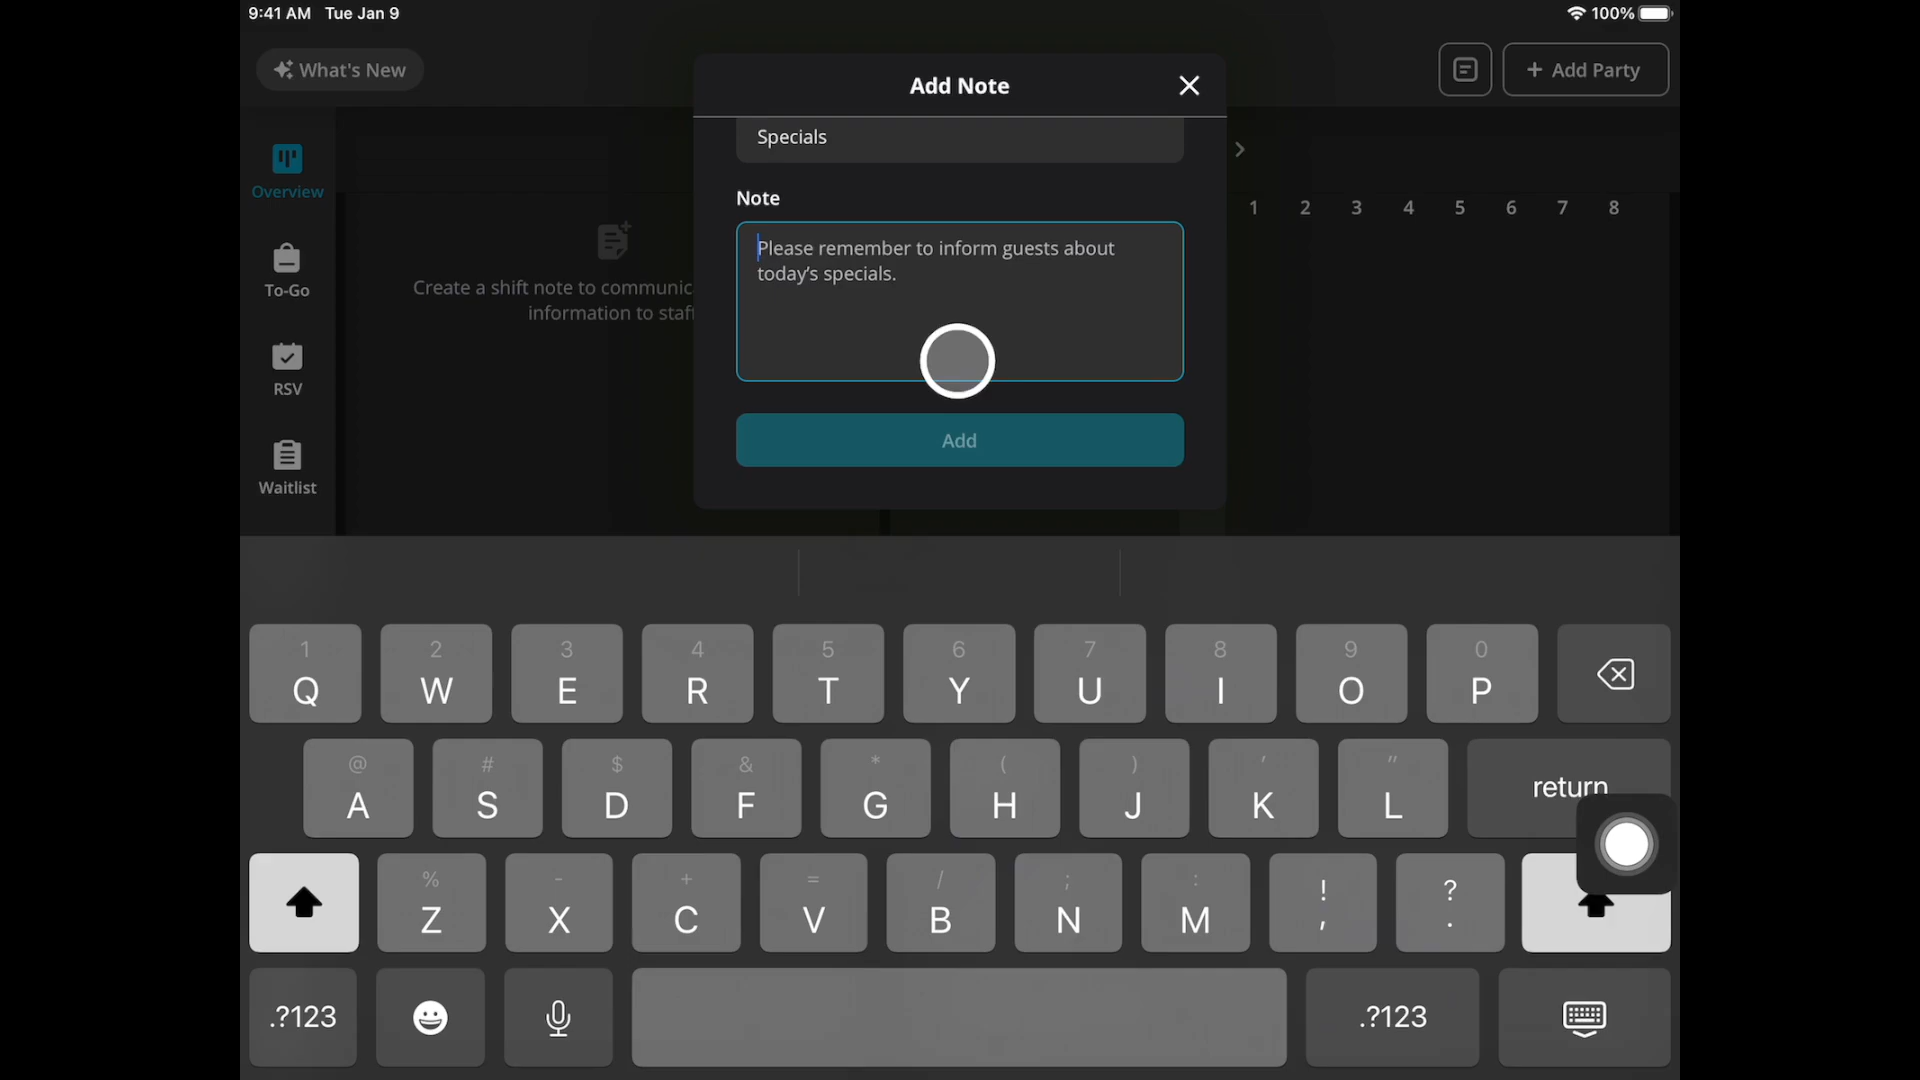 9:41 AM Tue Jan 9
100%
What's New
Add Note
+ Add Party
Specials
Overview
Note
1 2 3 4 5 6 7 8
Please remember to inform guests about
today's specials.
To-Go
Create a shift note to communic
information to staf
RSV
Add
Waitlist
1 2 3 4 5 6 7 8 9 0
Q W E R T Y U I O P
@ # $ & * ( ) ' "
A S D F G H J K L return
% - + = / ; : ! ?
Z X C V B N M , .
.?123 .?123